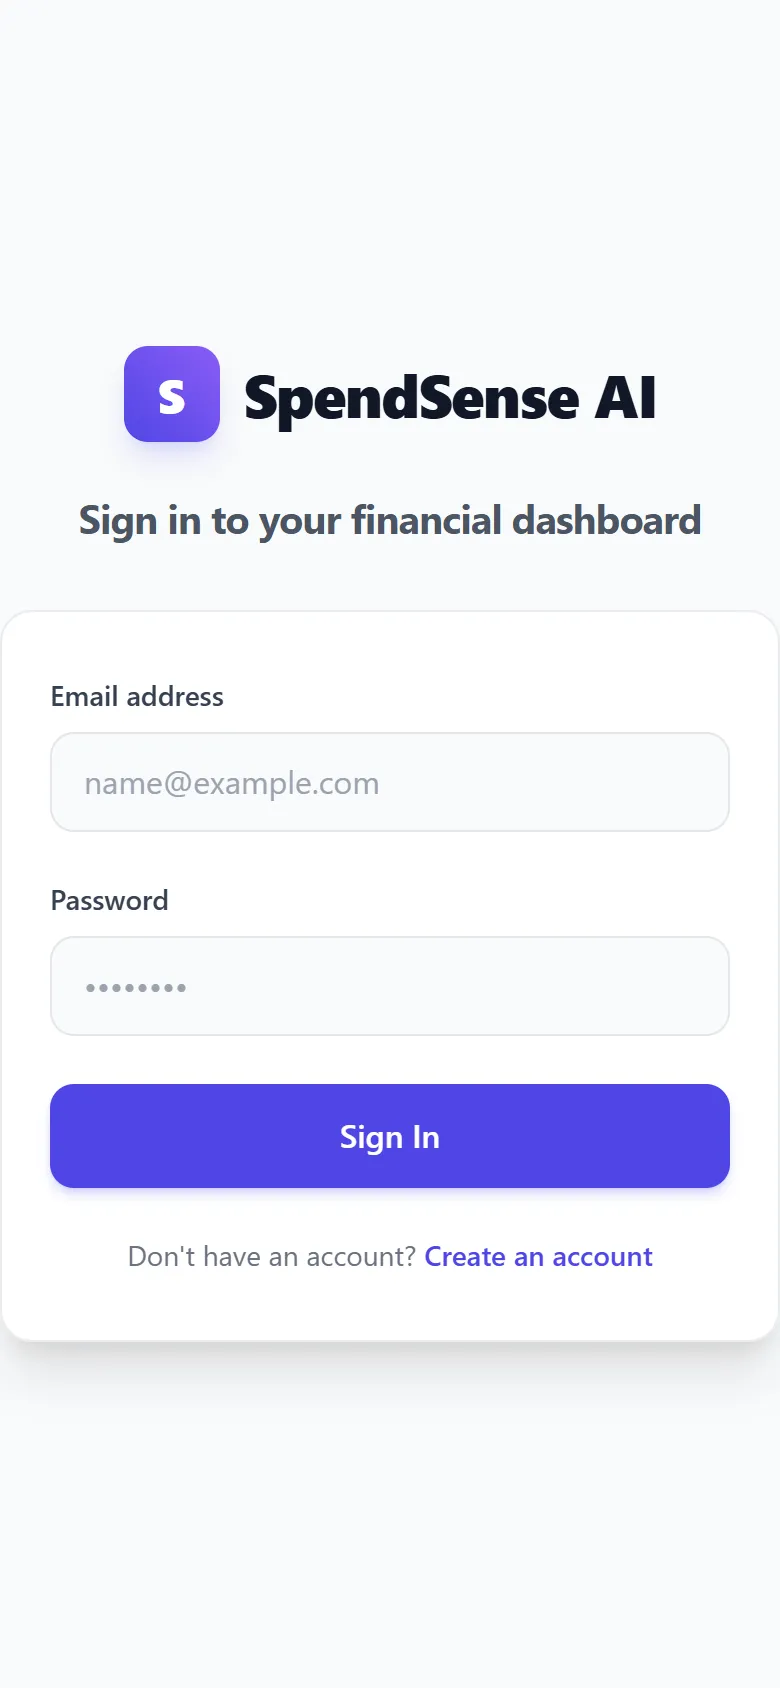 S SpendSense AI
Sign in to your financial dashboard
Email address
name@example.com
Password
••••••••
Sign In
Don't have an account? Create an account